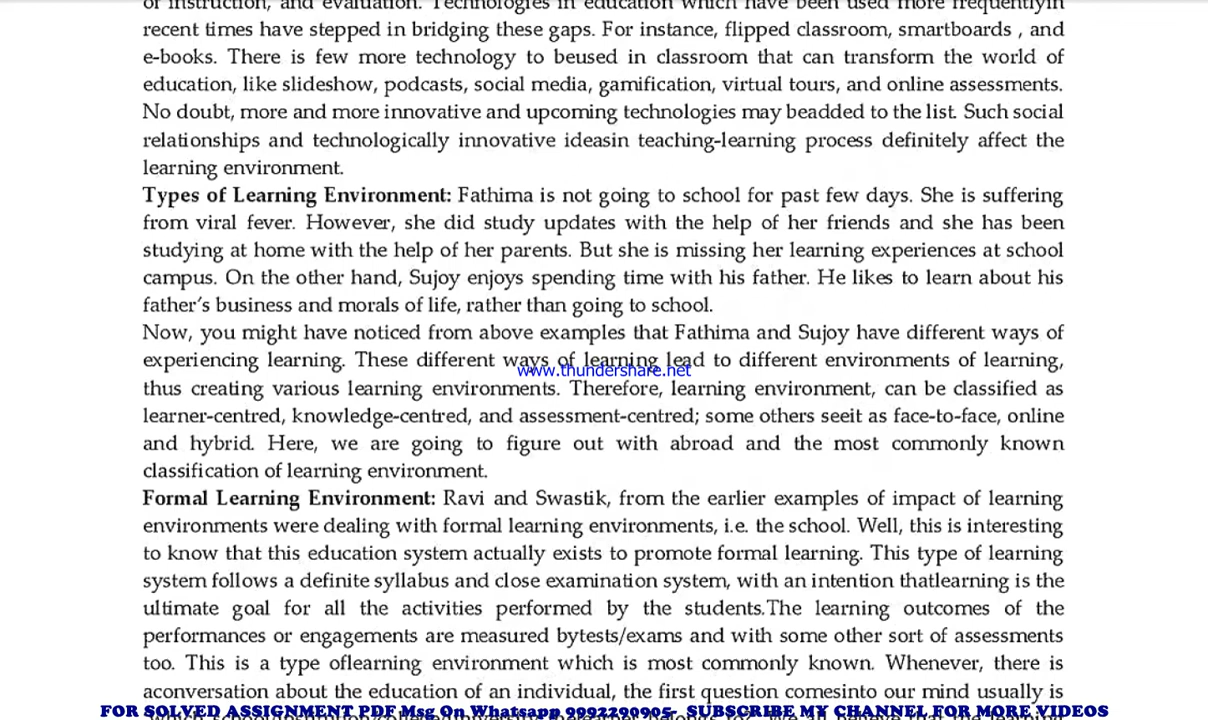 of instruction, and evaluation. Technologies in education which have been used more frequentlyin
recent times have stepped in bridging these gaps. For instance, flipped classroom, smartboards , and
e-books. There is few more technology to beused in classroom that can transform the world of
education, like slideshow, podcasts, social media, gamification, virtual tours, and online assessments.
No doubt, more and more innovative and upcoming technologies may beadded to the list. Such social
relationships and technologically innovative ideasin teaching-learning process definitely affect the
learning environment.
Types of Learning Environment: Fathima is not going to school for past few days. She is suffering
from viral fever. However, she did study updates with the help of her friends and she has been
studying at home with the help of her parents. But she is missing her learning experiences at school
campus. On the other hand, Sujoy enjoys spending time with his father. He likes to learn about his
father's business and morals of life, rather than going to school.
Now, you might have noticed from above examples that Fathima and Sujoy have different ways of
experiencing learning. These different ways of learning lead to different environments of learning,
www.thundershare.net
thus creating various learning environments. Therefore, learning environment, can be classified as
learner-centred, knowledge-centred, and assessment-centred; some others seeit as face-to-face, online
and hybrid. Here, we are going to figure out with abroad and the most commonly known
classification of learning environment.
Formal Learning Environment: Ravi and Swastik, from the earlier examples of impact of learning
environments were dealing with formal learning environments, i.e. the school. Well, this is interesting
to know that this education system actually exists to promote formal learning. This type of learning
system follows a definite syllabus and close examination system, with an intention thatlearning is the
ultimate goal for all the activities performed by the students.The learning outcomes of the
performances or engagements are measured bytests/exams and with some other sort of assessments
too. This is a type oflearning environment which is most commonly known. Whenever, there is
aconversation about the education of an individual, the first question comesinto our mind usually is
FOR SOLVED ASSIGNMENT PDF Msg On Whatsapp 9992290905- SUBSCRIBE MY CHANNEL FOR MORE VIDEOS